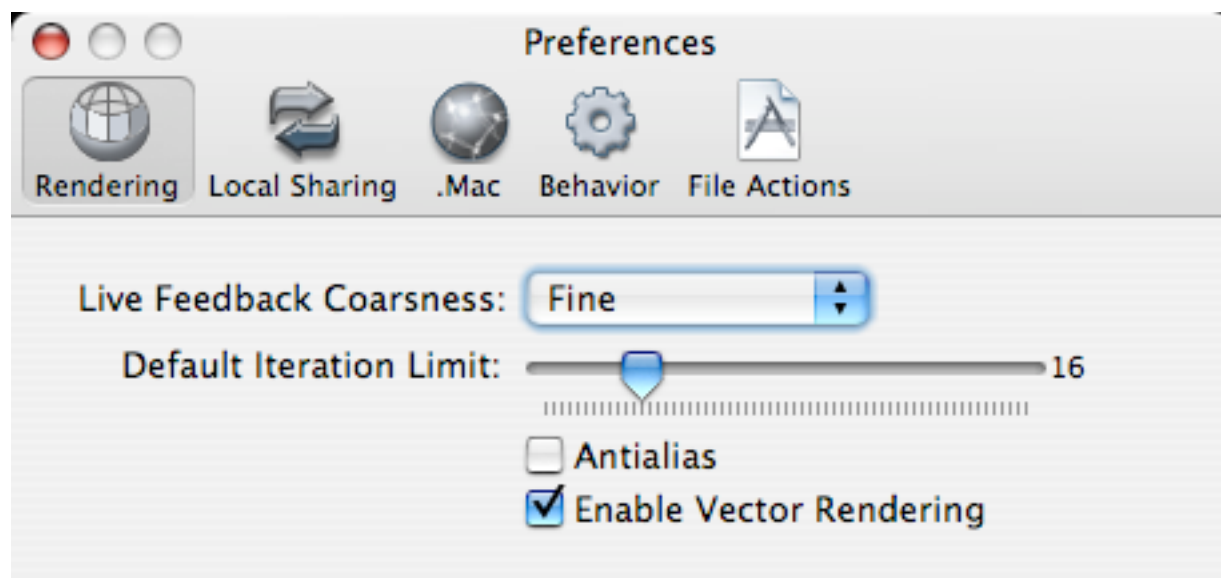 Preferences
Rendering Local Sharing .Mac Behavior File Actions
Live Feedback Coarsness: Fine
Default Iteration Limit: 16
Antialias
Enable Vector Rendering